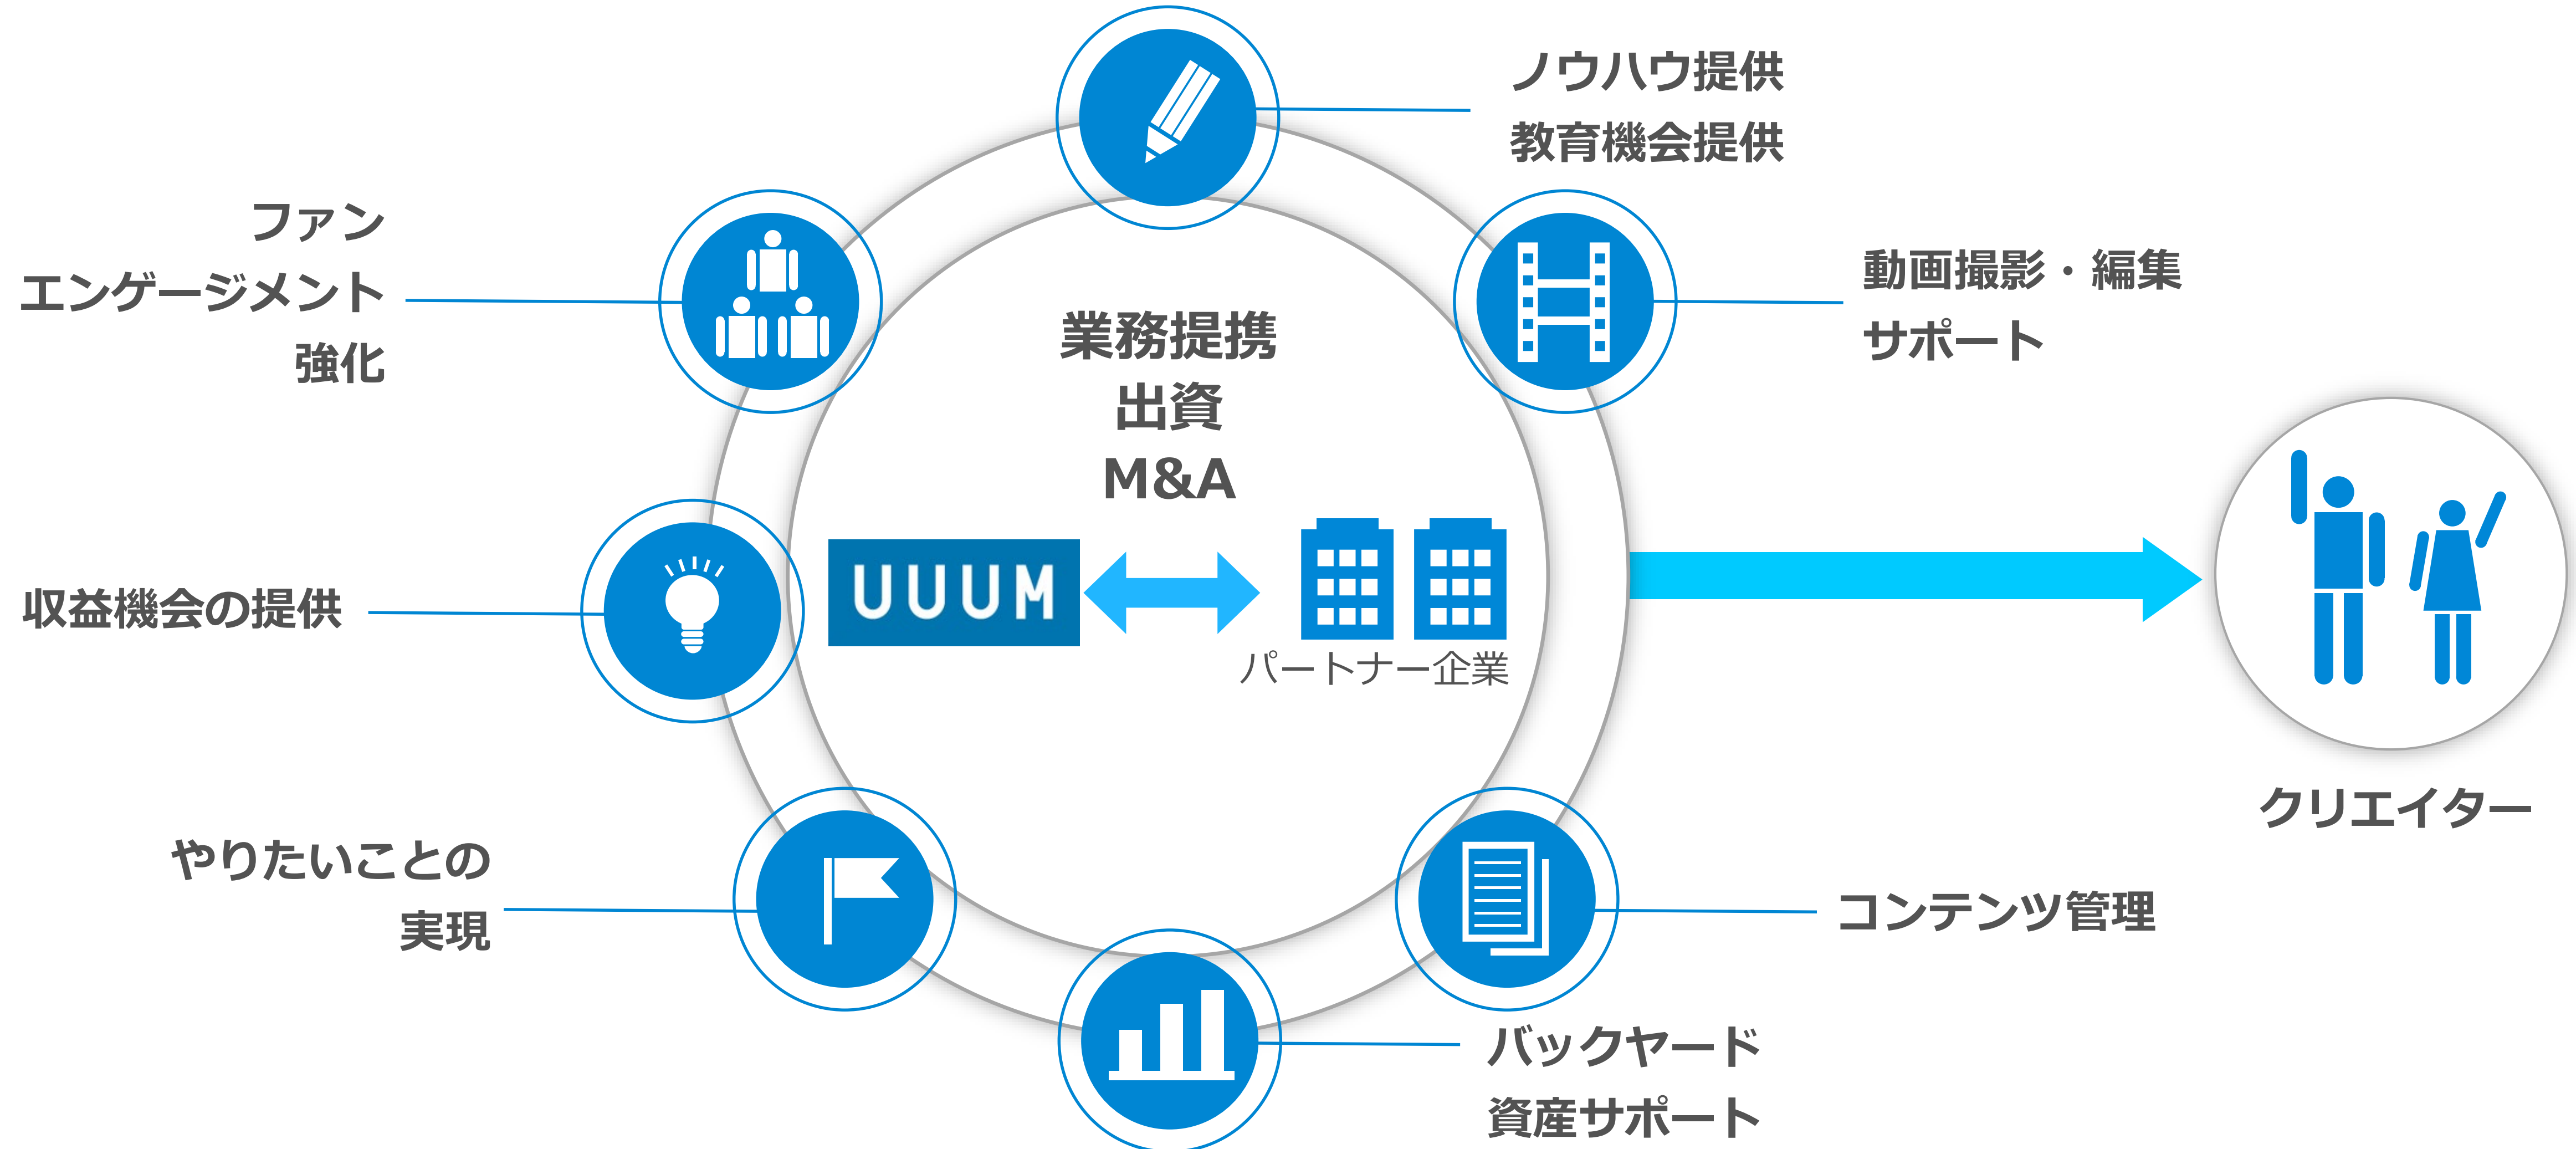 ノウハウ提供
教育機会提供
ファン
エンゲージメント
強化
動画撮影・編集
サポート
業務提携
出資
M&A
UUUM
パートナー企業
収益機会の提供
クリエイター
やりたいことの
実現
コンテンツ管理
バックヤード
資産サポート